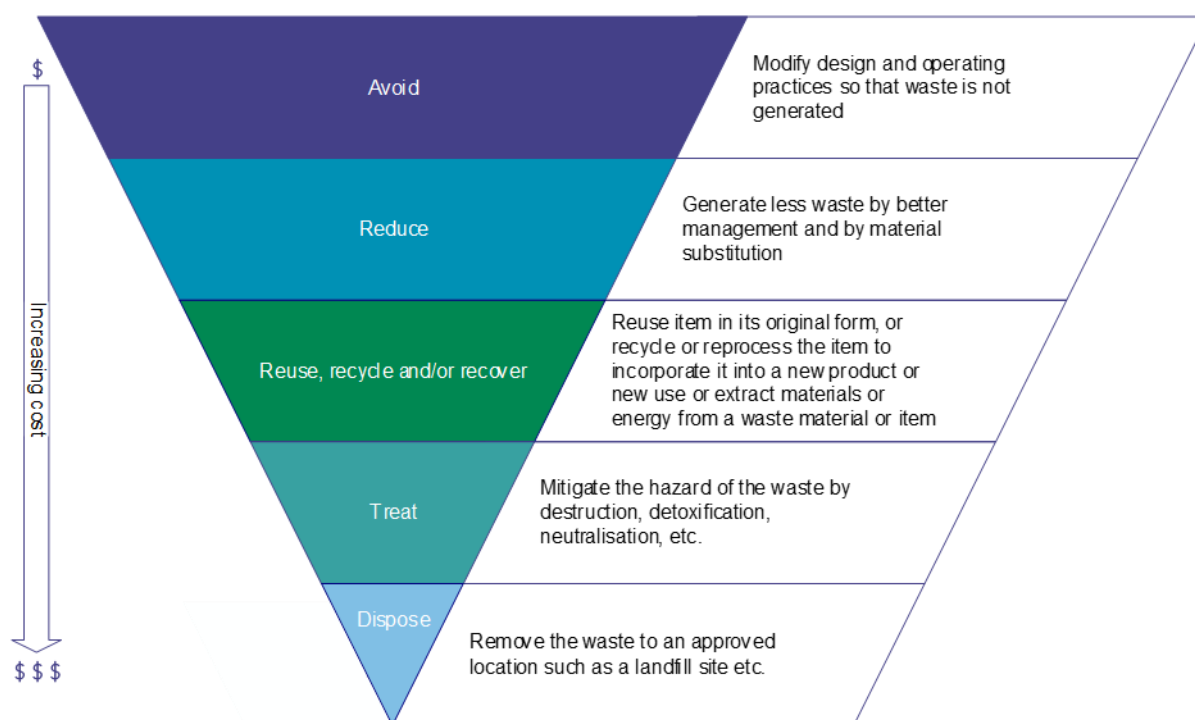 $
Avoid
Modify design and operating
practices so that waste is not
generated
Reduce
Generate less waste by better
management and by material
substitution
Increasing cost
Reuse, recycle and/or recover
Reuse item in its original form, or
recycle or reprocess the item to
incorporate it into a new product or
new use or extract materials or
energy from a waste material or item
Treat
Mitigate the hazard of the waste by
destruction, detoxification,
neutralisation, etc.
Dispose
Remove the waste to an approved
location such as a landfill site etc.
$ $ $